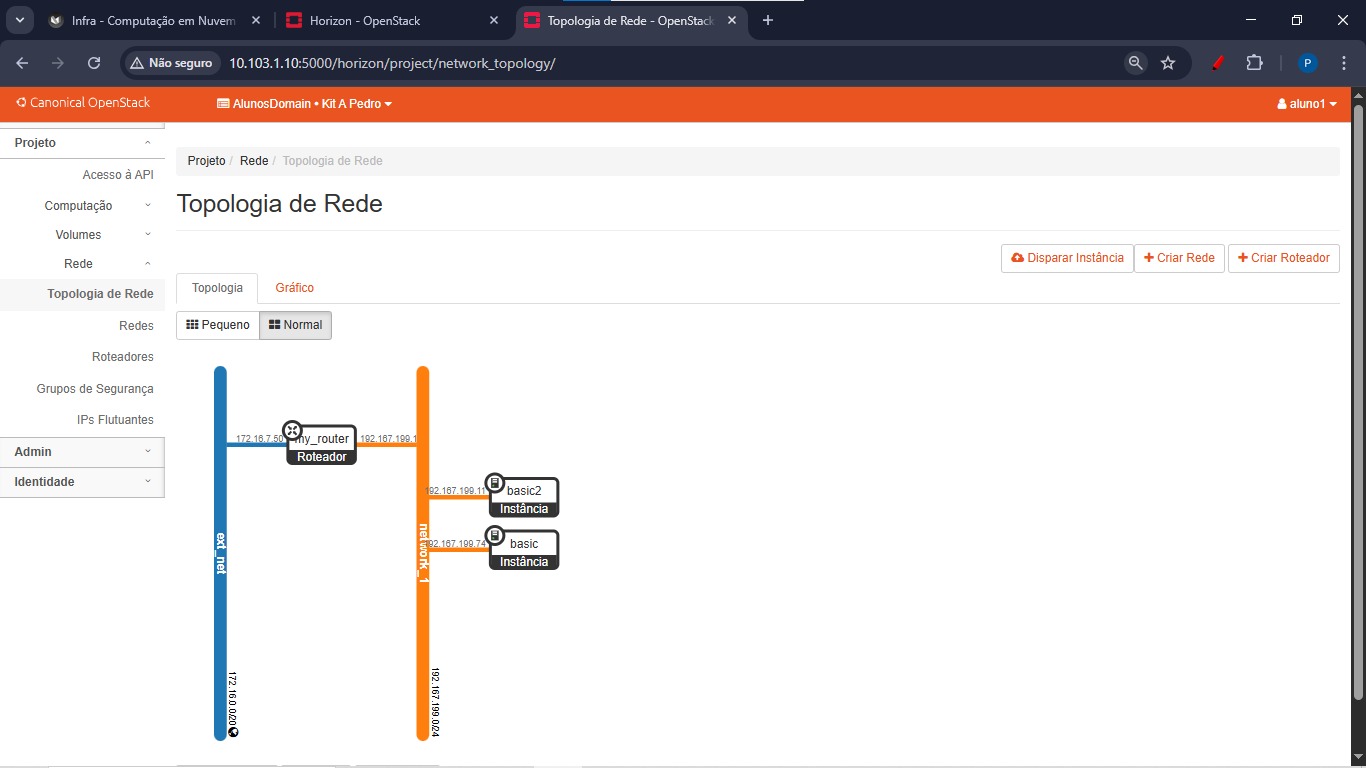 Infra - Computação em Nuvem
Horizon - OpenStack
Topologia de Rede - OpenStack
Não seguro
10.103.1.10:5000/horizon/project/network_topology/
P
Canonical OpenStack
AlunosDomain • Kit A Pedro
aluno1
Projeto
Acesso à API
Computação
Volumes
Rede
Topologia de Rede
Redes
Roteadores
Grupos de Segurança
IPs Flutuantes
Admin
Identidade
Projeto / Rede / Topologia de Rede
Topologia de Rede
Disparar Instância
Criar Rede
Criar Roteador
Topologia
Gráfico
Pequeno
Normal
ext_net
172.16.0.0/20
172.16.7.50
my_router
Roteador
192.167.199.1
network_1
192.167.199.0/24
192.167.199.11
basic2
Instância
192.167.199.74
basic
Instância